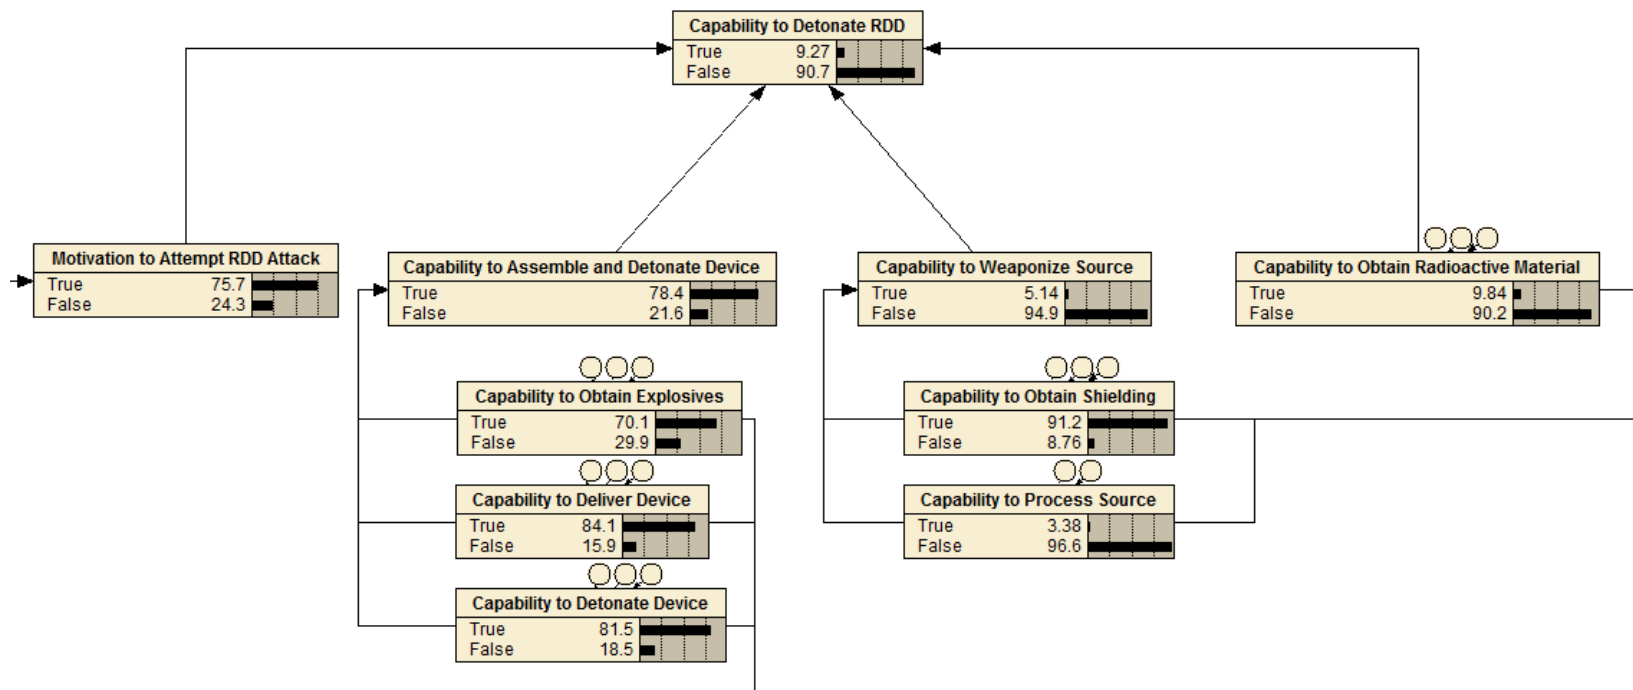 Capability to Detonate RDD
True 9.27
False 90.7
Motivation to Attempt RDD Attack
True 75.7
False 24.3
Capability to Assemble and Detonate Device
True 78.4
False 21.6
Capability to Weaponize Source
True 5.14
False 94.9
Capability to Obtain Radioactive Material
True 9.84
False 90.2
Capability to Obtain Explosives
True 70.1
False 29.9
Capability to Obtain Shielding
True 91.2
False 8.76
Capability to Deliver Device
True 84.1
False 15.9
Capability to Process Source
True 3.38
False 96.6
Capability to Detonate Device
True 81.5
False 18.5